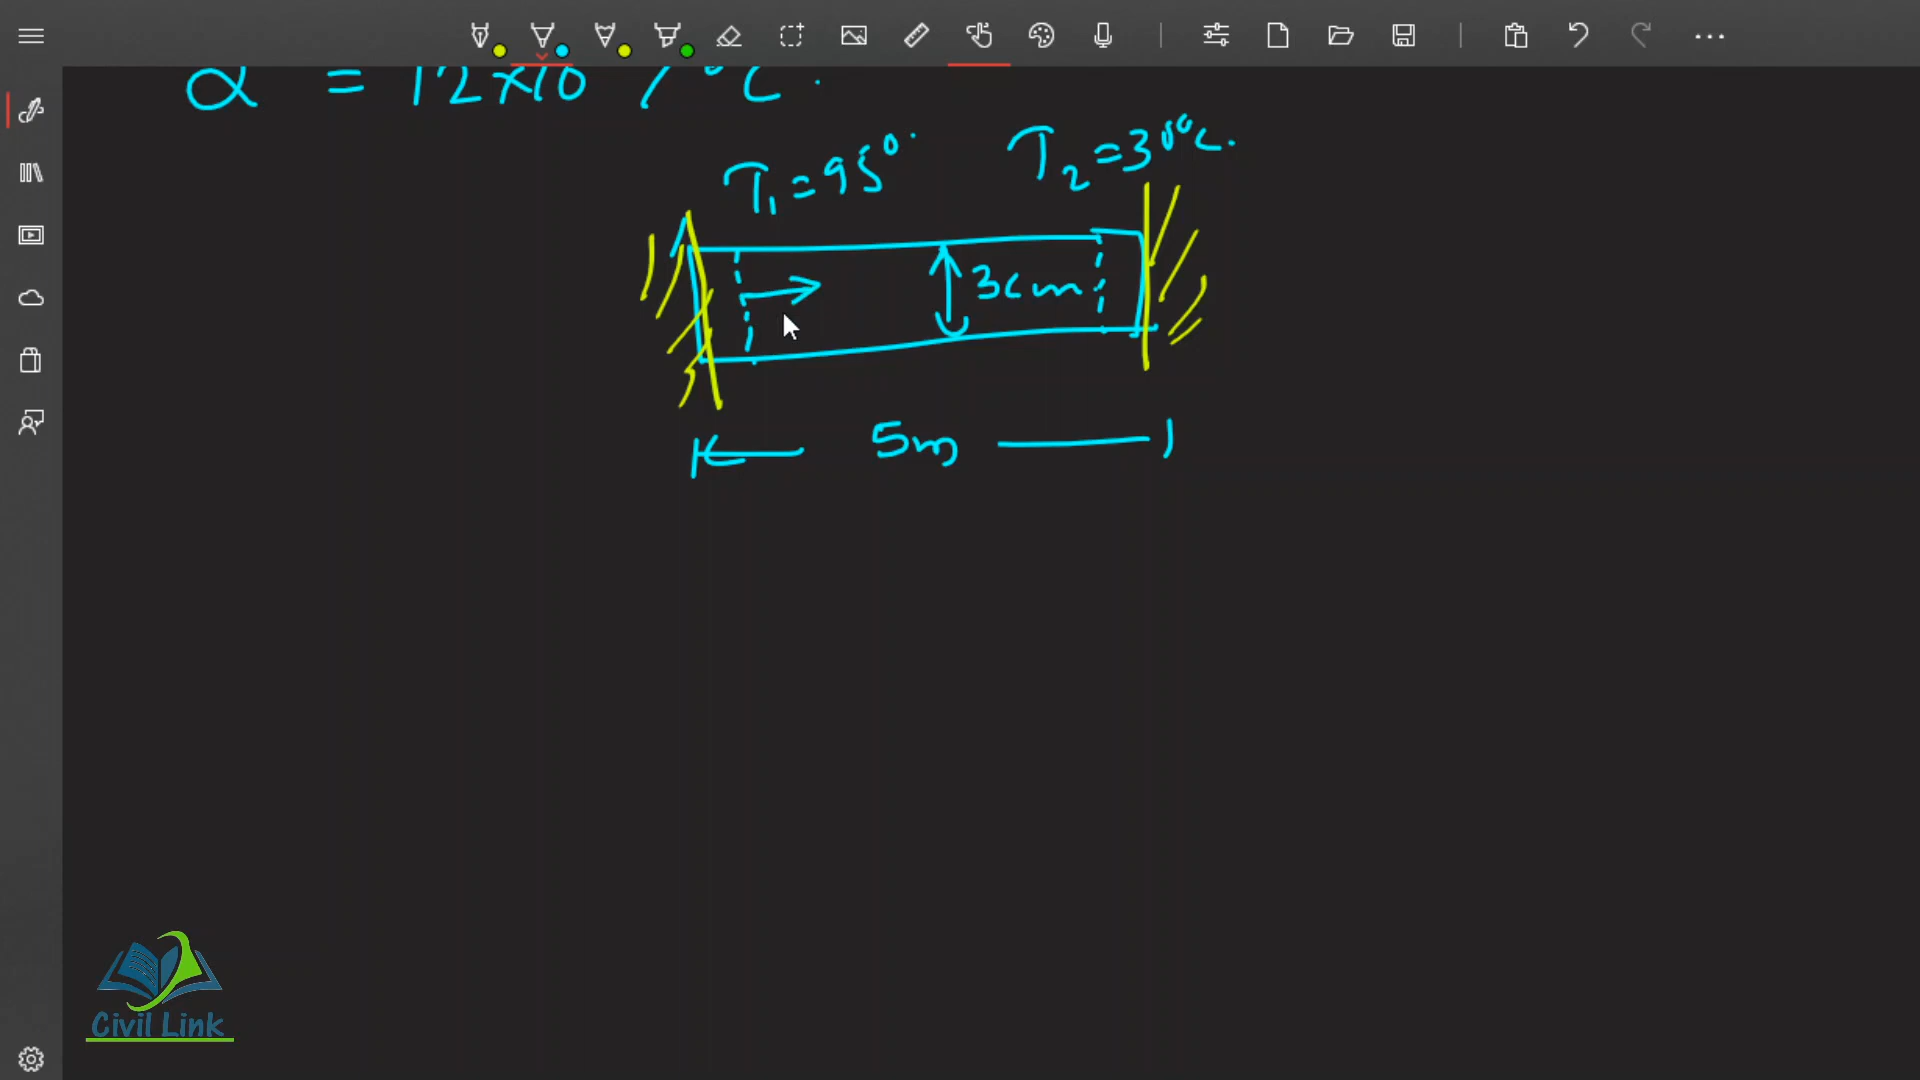 α = 12×10 /°C.
T₁ = 95°
T₂ = 30°C.
3cm
5m
Civil Link